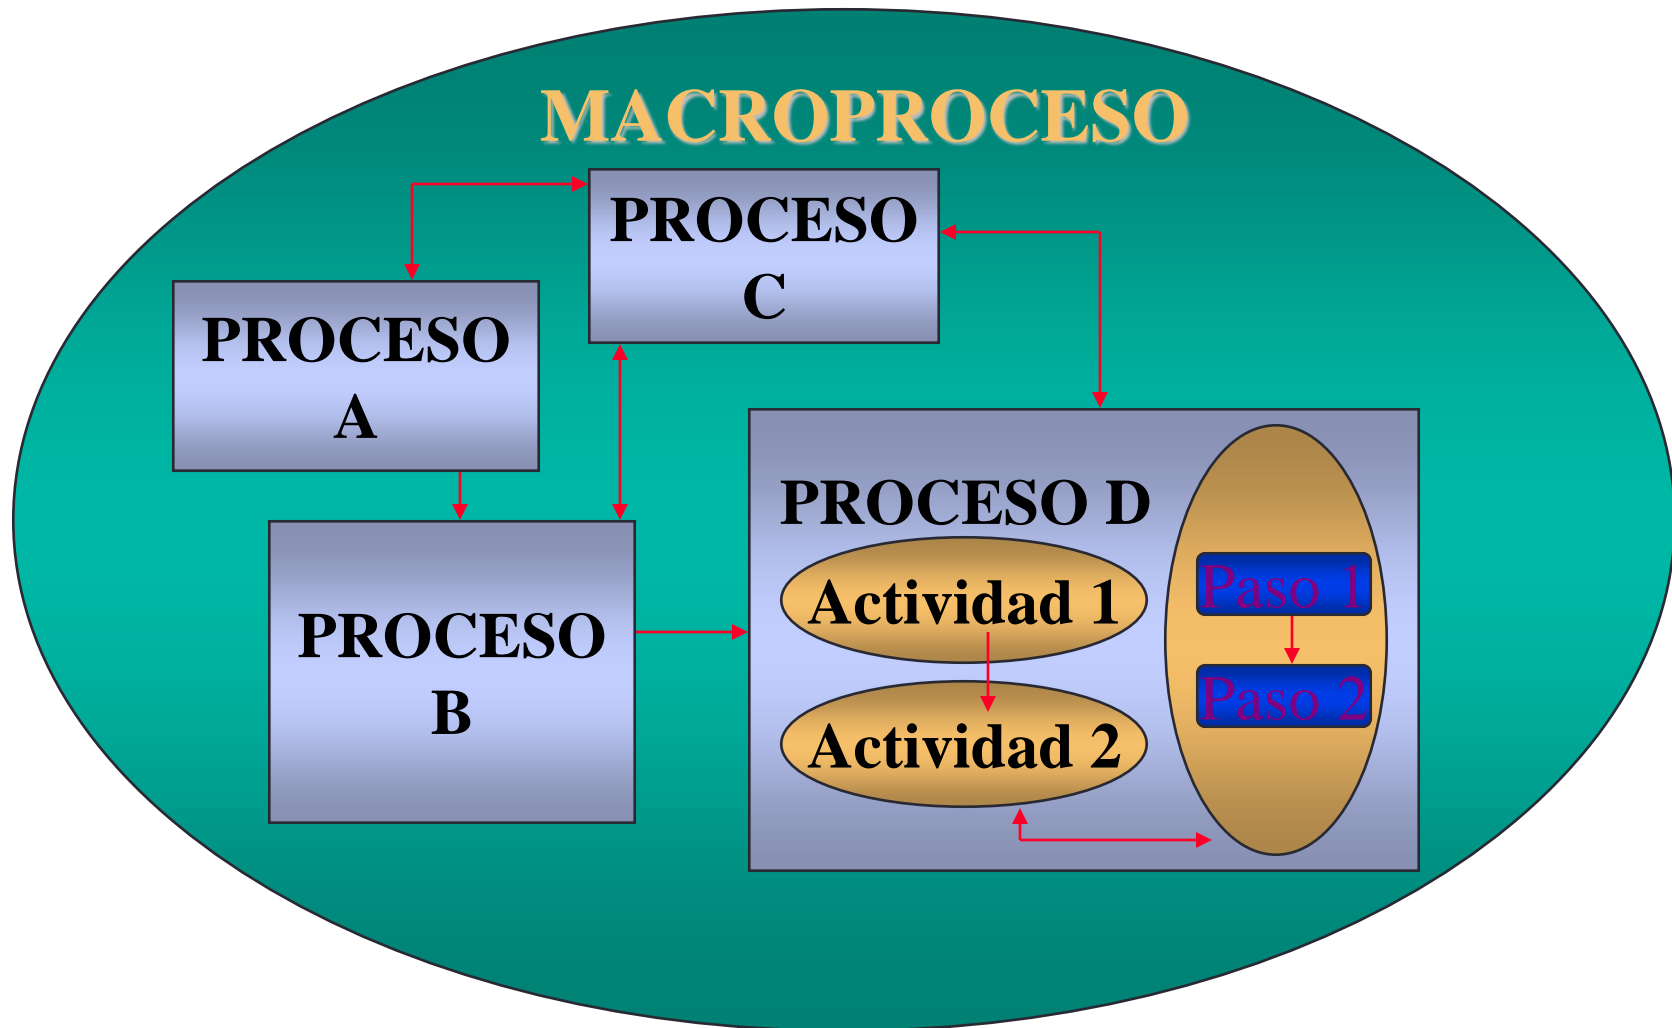 MACROPROCESO
PROCESO
C
PROCESO
A
PROCESO D
Actividad 1
Actividad 2
Paso 1
Paso 2
PROCESO
B